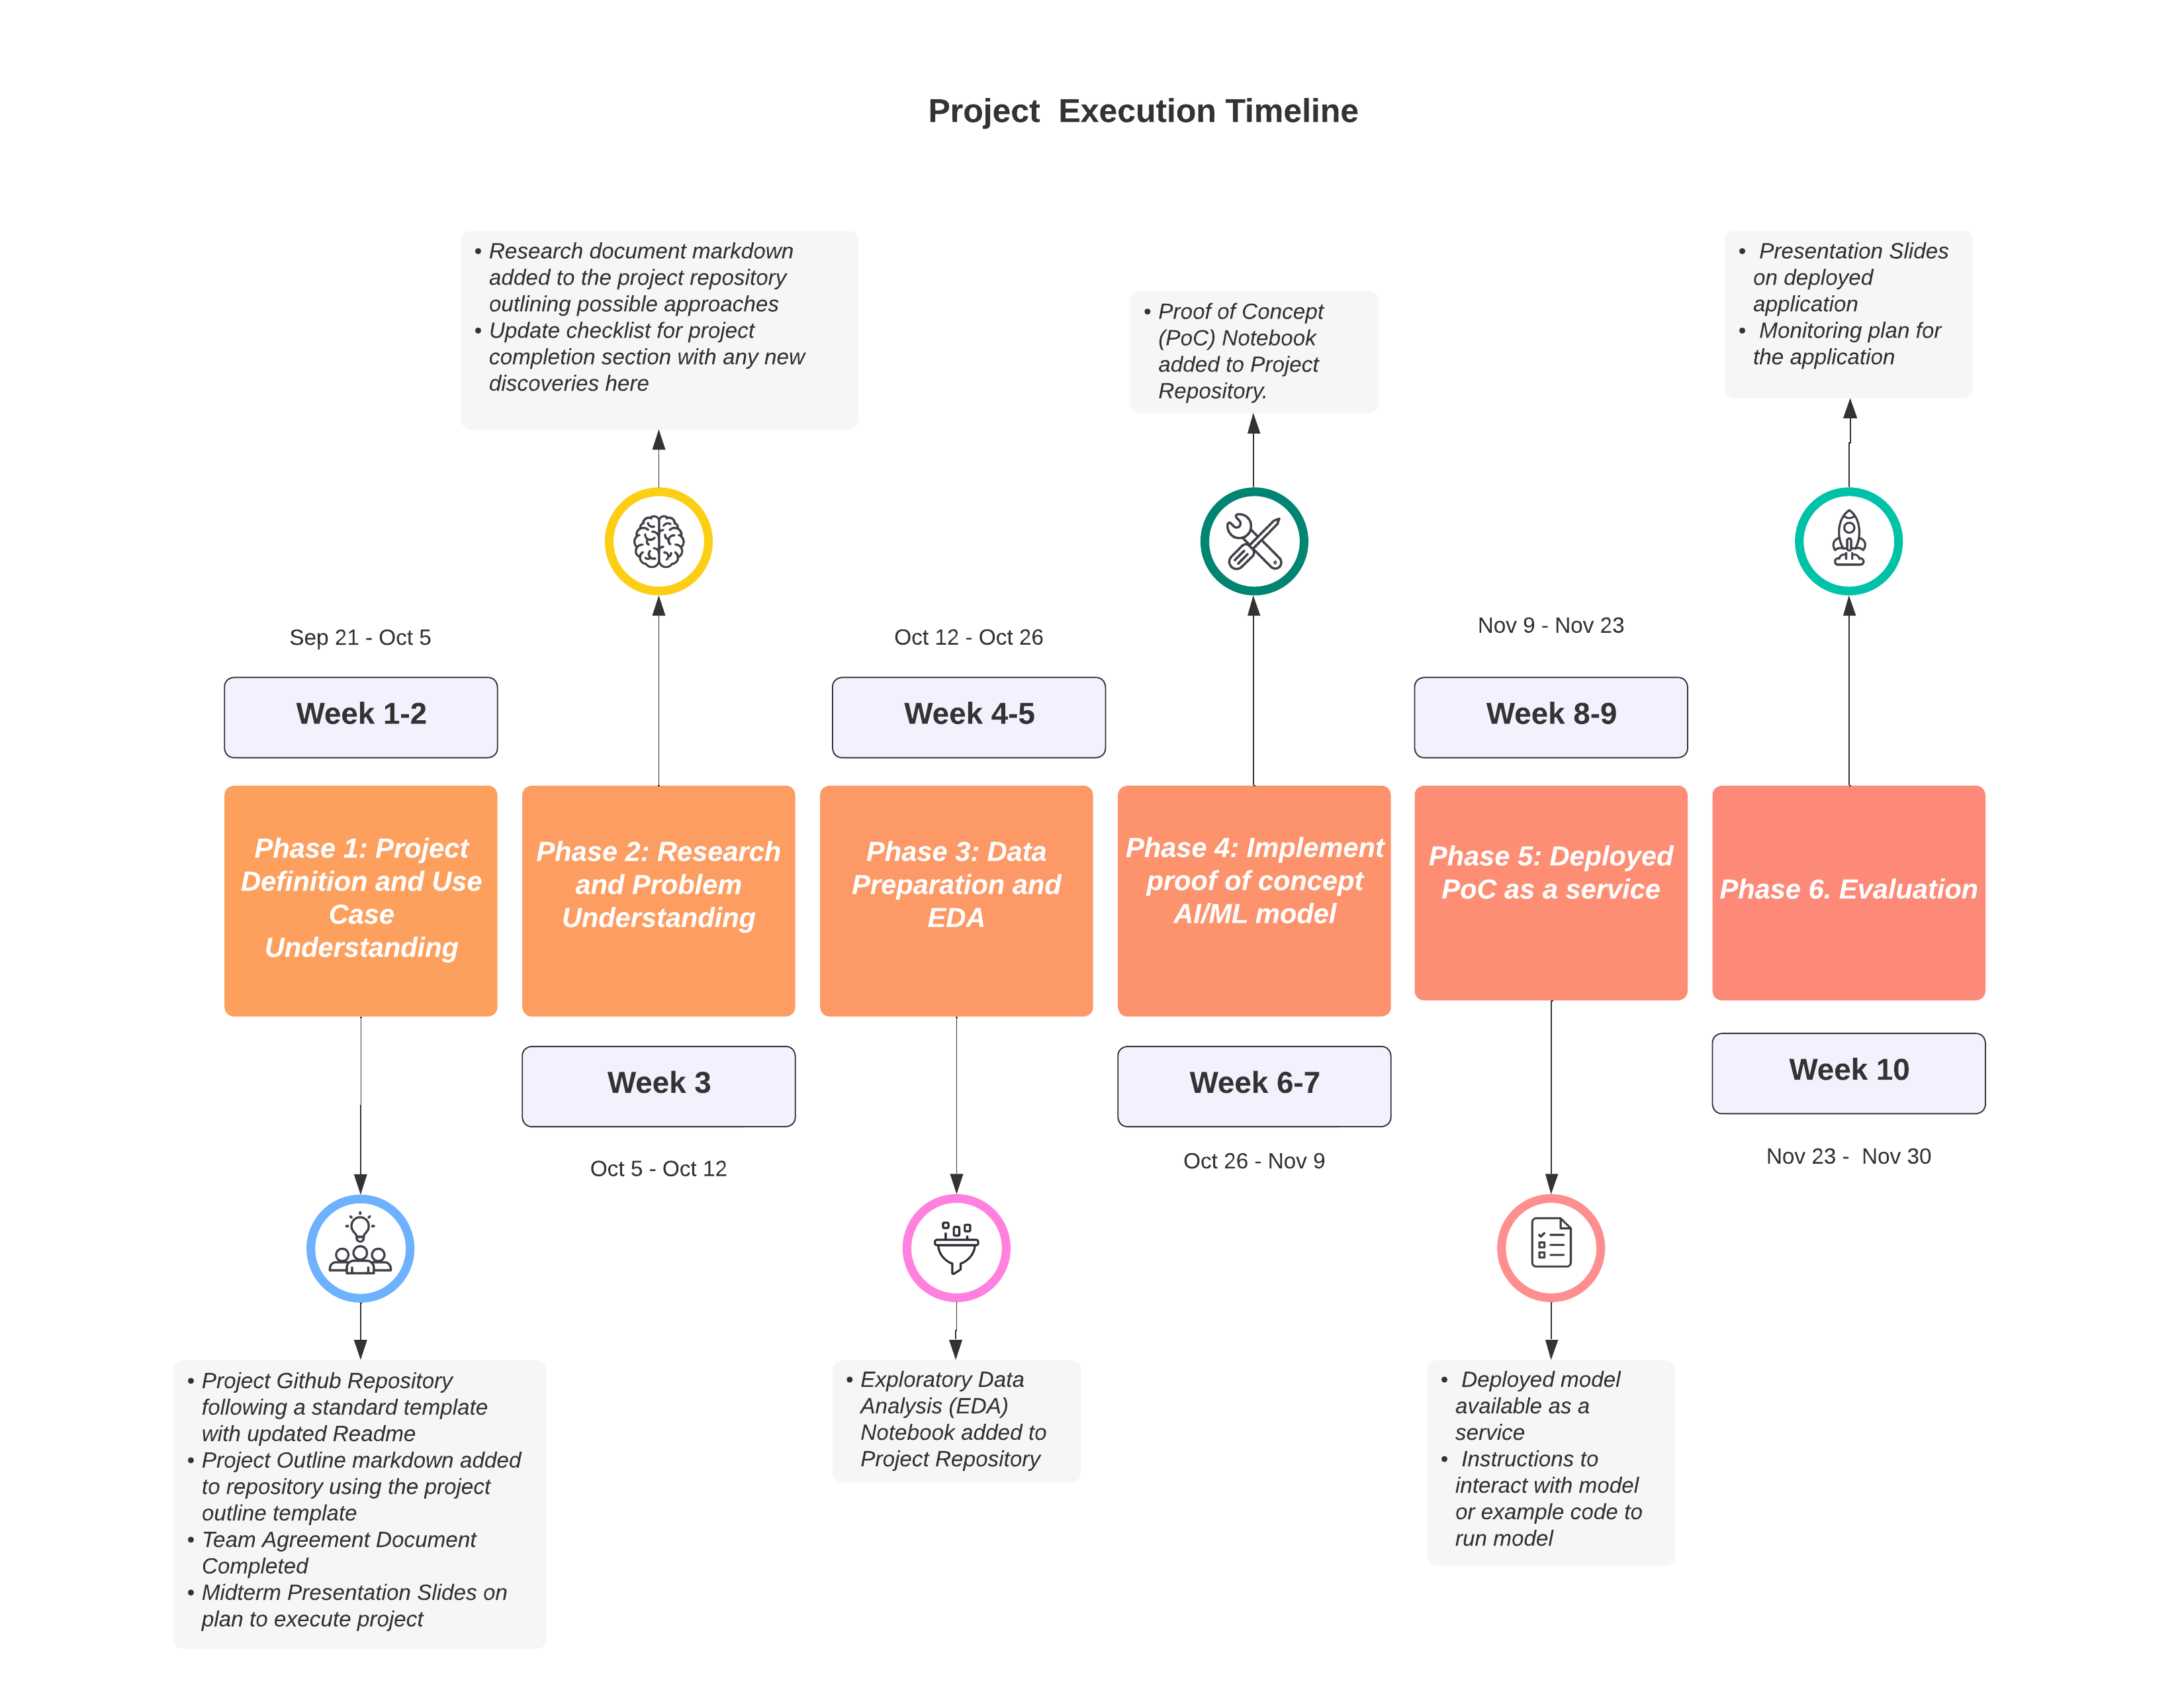 Project  Execution Timeline
• Research document markdown
added to the project repository
outlining possible approaches
• Update checklist for project
completion section with any new
discoveries here
• Proof of Concept
(PoC) Notebook
added to Project
Repository.
• Presentation Slides
on deployed
application
• Monitoring plan for
the application
Sep 21 - Oct 5
Oct 12 - Oct 26
Nov 9 - Nov 23
Week 1-2
Week 4-5
Week 8-9
Phase 1: Project
Definition and Use
Case
Understanding
Phase 2: Research
and Problem
Understanding
Phase 3: Data
Preparation and
EDA
Phase 4: Implement
proof of concept
AI/ML model
Phase 5: Deployed
PoC as a service
Phase 6. Evaluation
Week 3
Week 6-7
Week 10
Oct 5 - Oct 12
Oct 26 - Nov 9
Nov 23 -  Nov 30
• Project Github Repository
following a standard template
with updated Readme
• Project Outline markdown added
to repository using the project
outline template
• Team Agreement Document
Completed
• Midterm Presentation Slides on
plan to execute project
• Exploratory Data
Analysis (EDA)
Notebook added to
Project Repository
• Deployed model
available as a
service
• Instructions to
interact with model
or example code to
run model